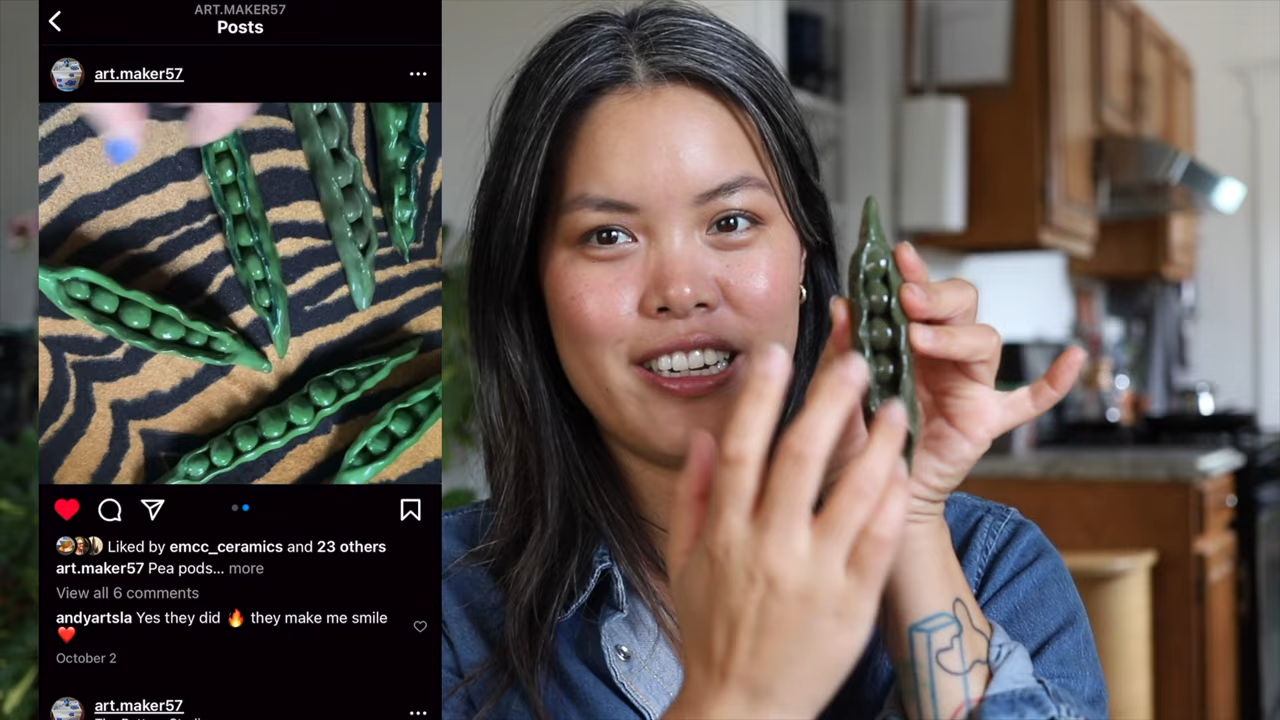 ART.MAKER57
Posts
art.maker57
Liked by emcc_ceramics and 23 others
art.maker57 Pea pods... more
View all 6 comments
andyartsla Yes they did 🔥 they make me smile
❤️
October 2
art.maker57